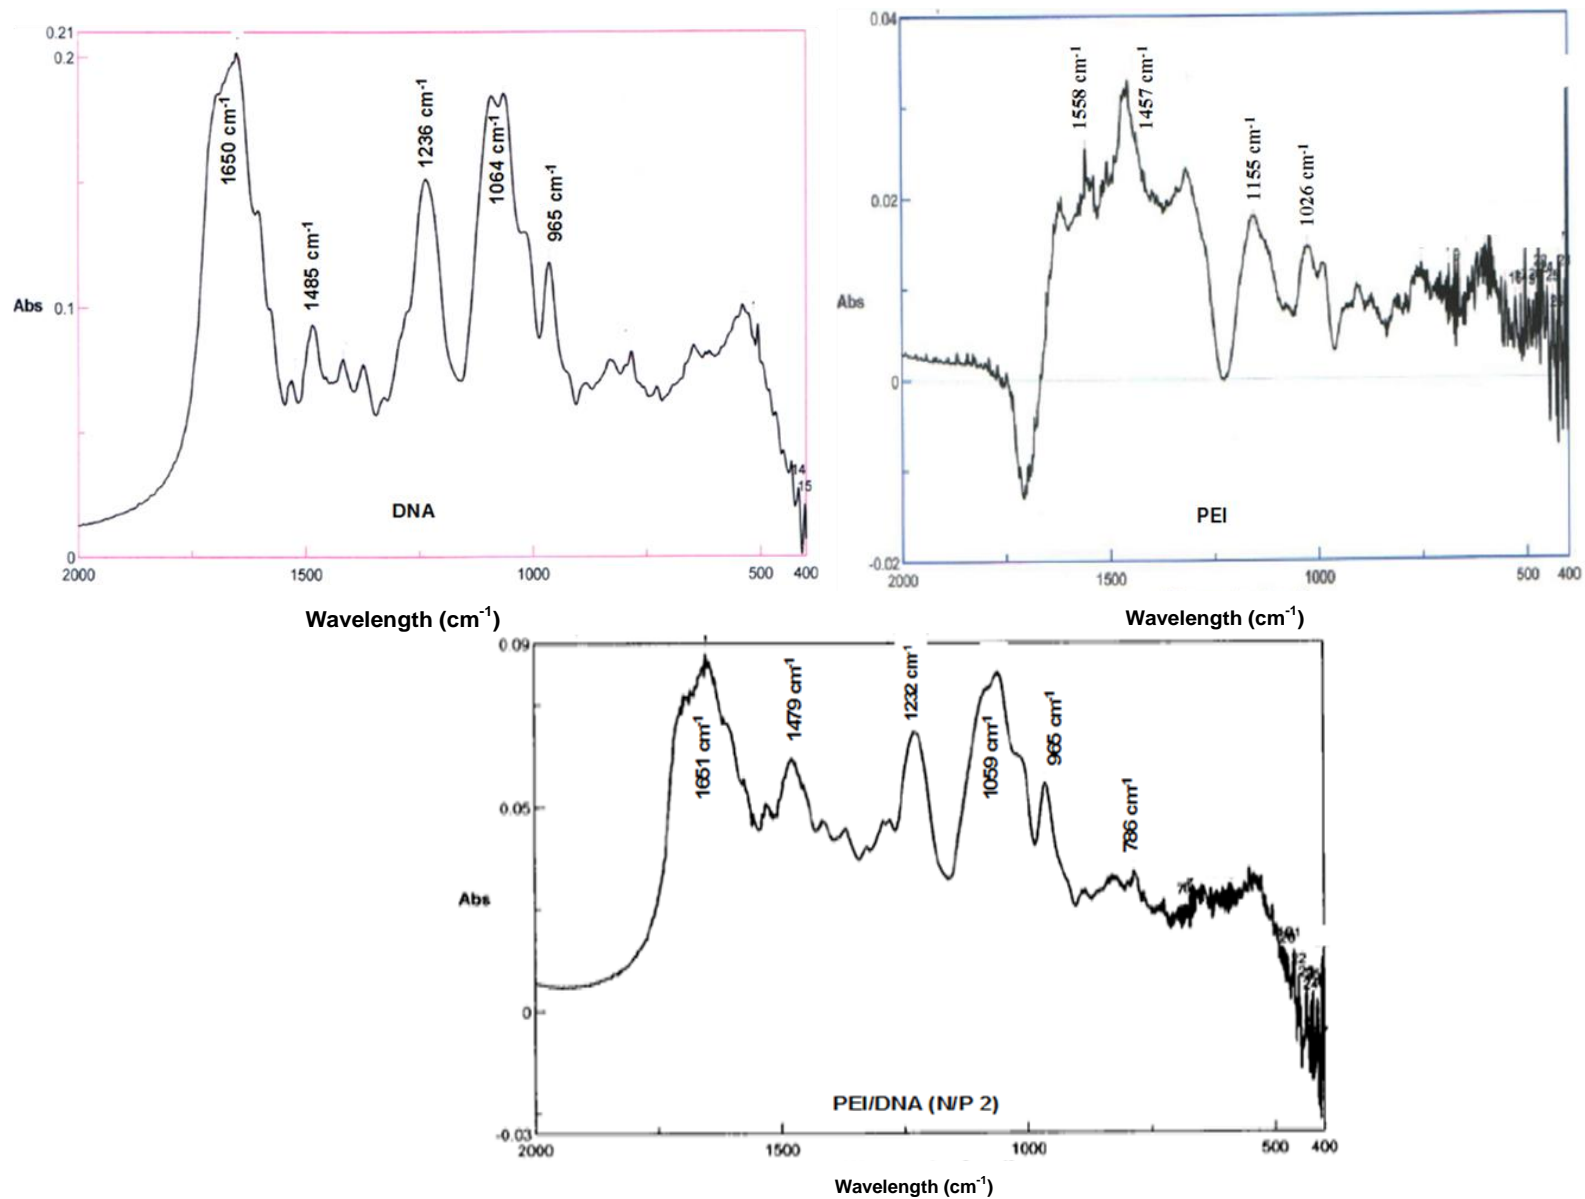 0.21
0.2
0.1
0
Abs
1650 cm-1
1485 cm-1
1236 cm-1
1064 cm-1
965 cm-1
14
15
DNA
2000
1500
1000
500
400
Wavelength (cm-1)
0.04
0.02
0
-0.02
Abs
1558 cm-1
1457 cm-1
1155 cm-1
1026 cm-1
PEI
2000
1500
1000
500
400
Wavelength (cm-1)
0.09
0.05
0
-0.03
Abs
1651 cm-1
1479 cm-1
1232 cm-1
1059 cm-1
965 cm-1
786 cm-1
PEI/DNA (N/P 2)
2000
1500
1000
500
400
Wavelength (cm-1)